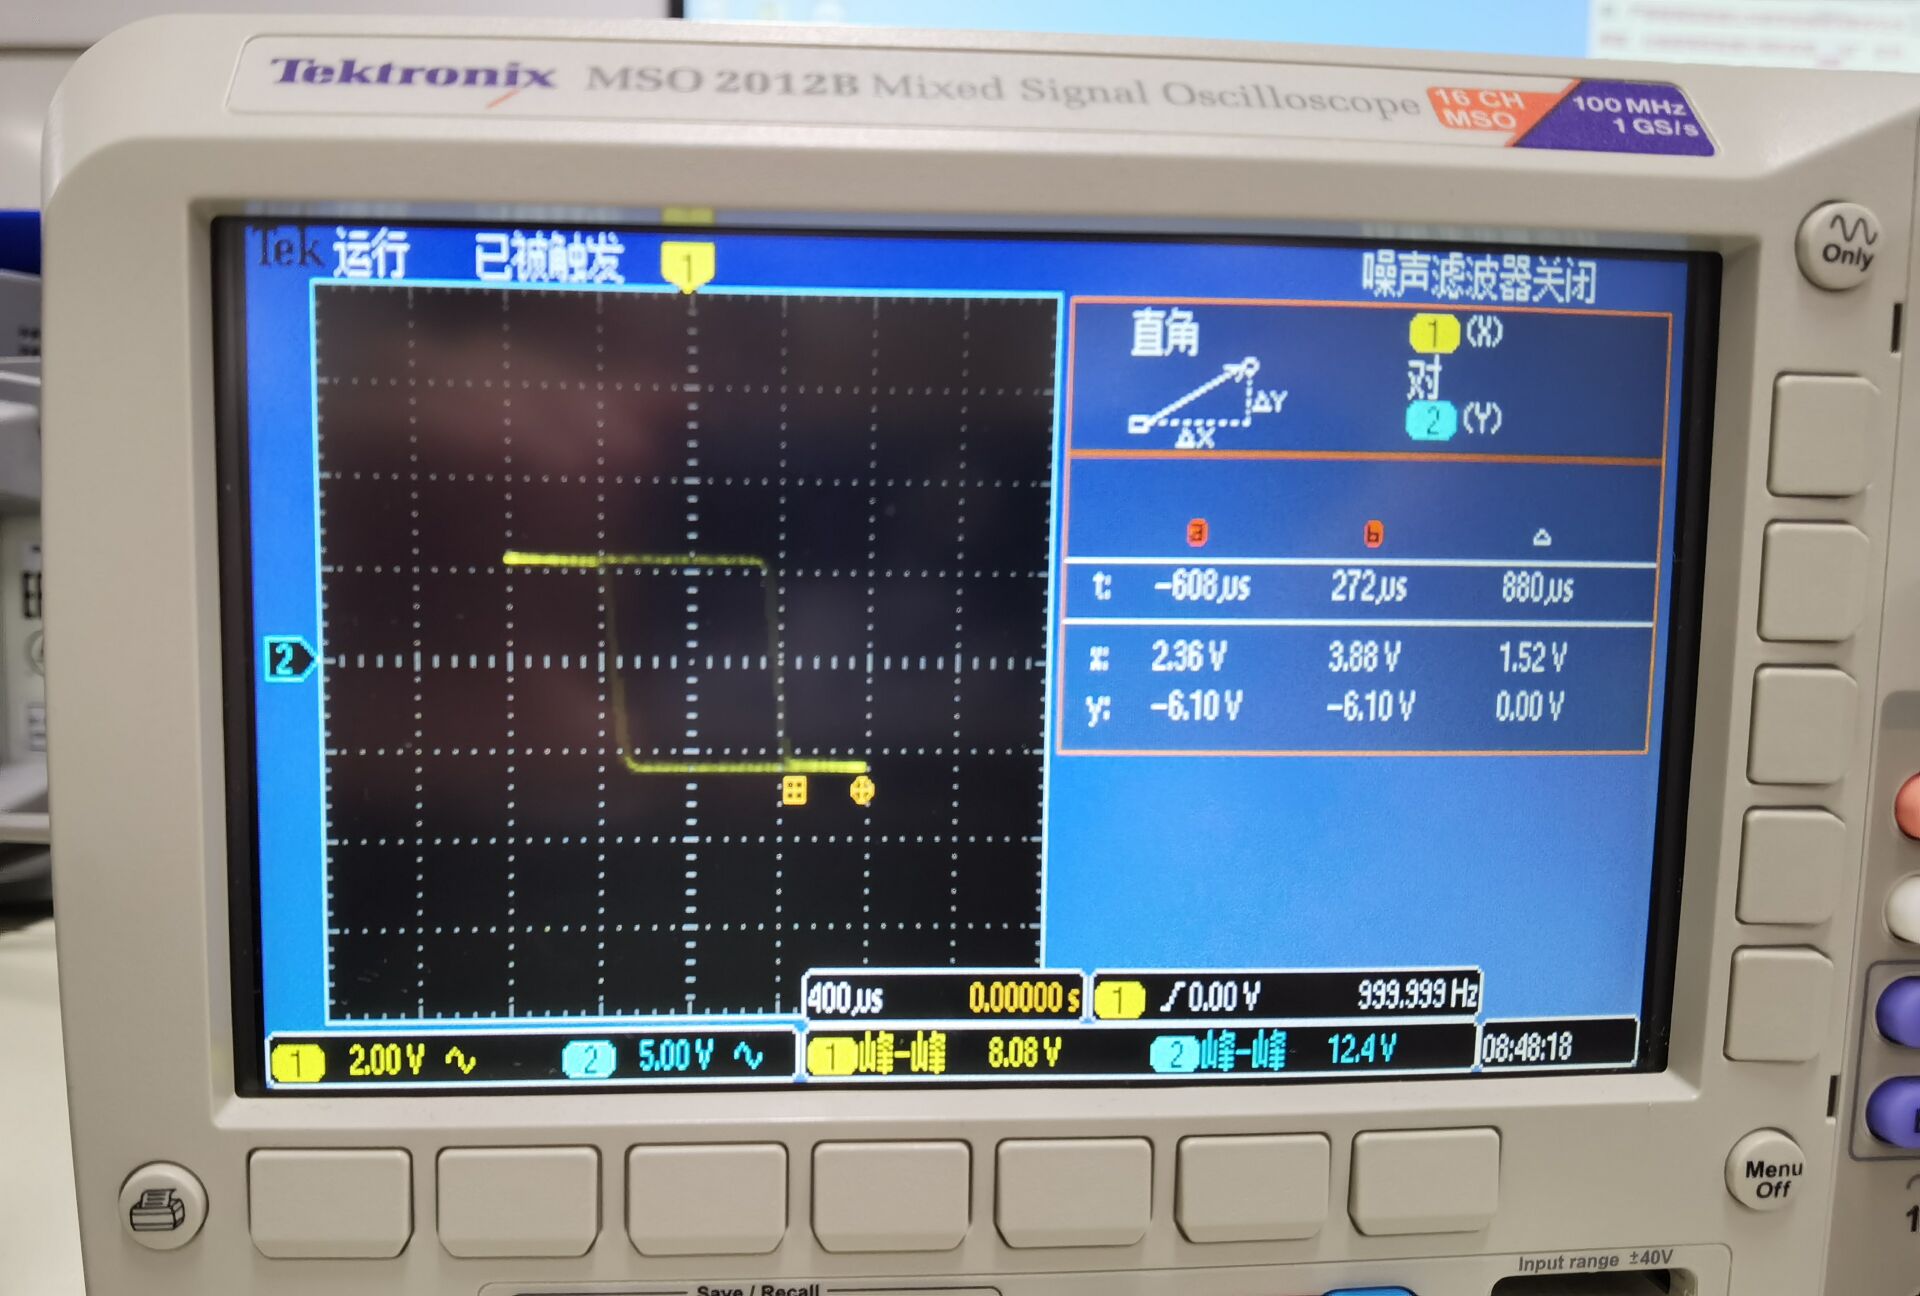 Tektronix MSO 2012B Mixed Signal Oscilloscope 16 CH MSO 100 MHz 1 GS/s
Only
Tek 运行 已被触发 1 噪声滤波器关闭
直角 1 (X)
对
ΔY
2 (Y)
ΔX
a b Δ
t: -608µs 272µs 880µs
2
x: 2.36 V 3.88 V 1.52 V
y: -6.10 V -6.10 V 0.00 V
400µs 0.00000 s 1 0.00 V 999.999 Hz
1 2.00 V 2 5.00 V 1 峰-峰 8.08 V 2 峰-峰 12.4 V 08:48:18
Menu
Off
Input range ±40V
Save / Recall